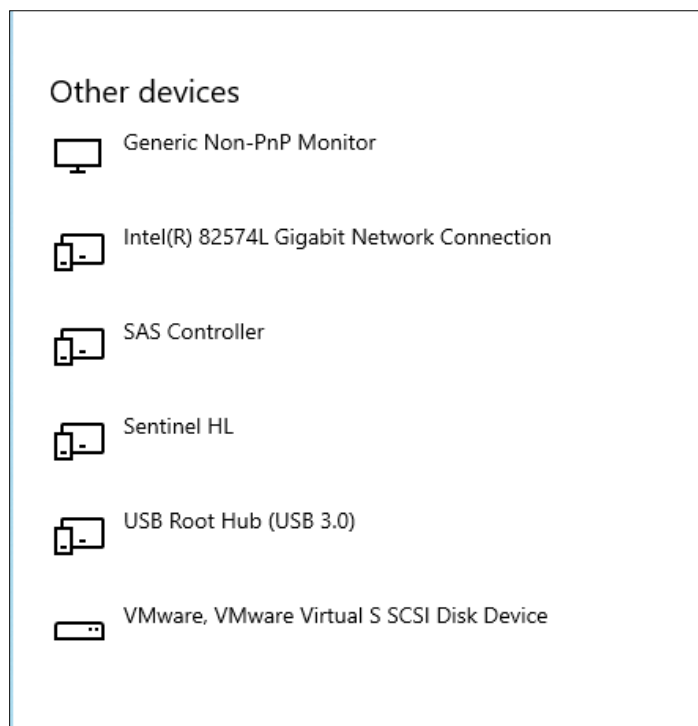 Other devices
Generic Non-PnP Monitor
Intel(R) 82574L Gigabit Network Connection
SAS Controller
Sentinel HL
USB Root Hub (USB 3.0)
VMware, VMware Virtual S SCSI Disk Device